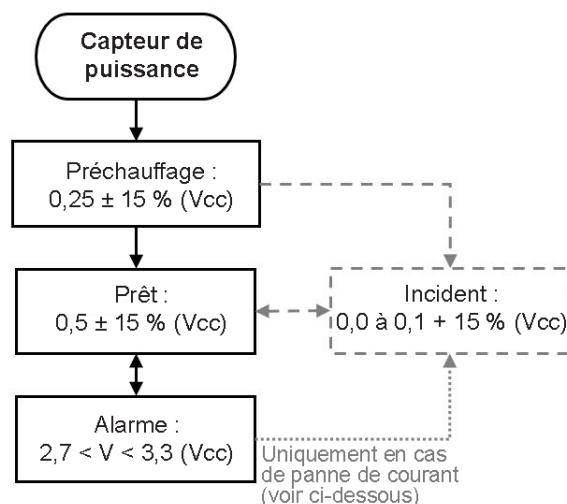 Capteur de
puissance
Préchauffage :
0,25 ± 15 % (Vcc)
Prêt :
0,5 ± 15 % (Vcc)
Incident :
0,0 à 0,1 + 15 % (Vcc)
Alarme :
2,7 < V < 3,3 (Vcc)
Uniquement en cas
de panne de courant
(voir ci-dessous)